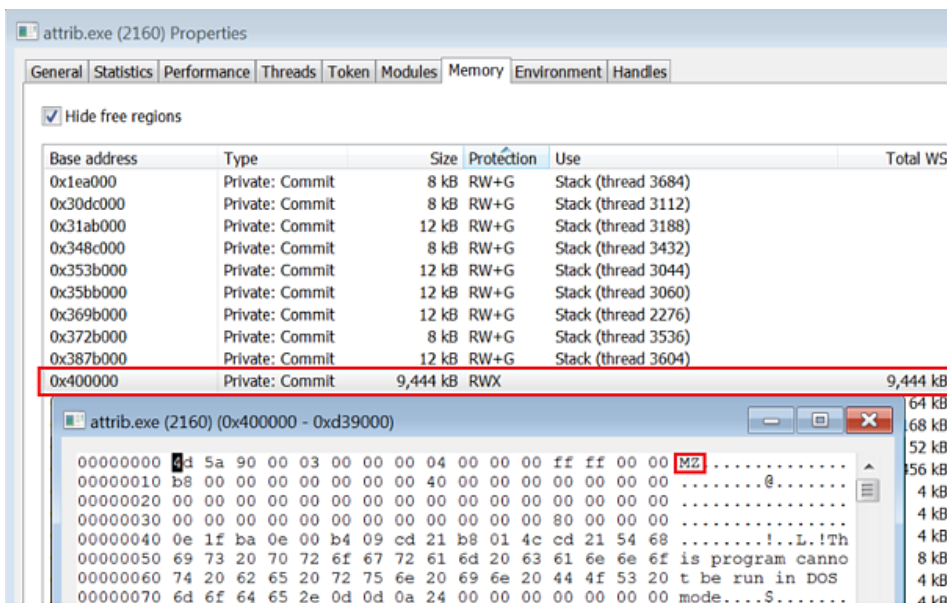 attrib.exe (2160) Properties
General Statistics Performance Threads Token Modules Memory Environment Handles
Hide free regions
Base address Type Size Protection Use Total WS
0x1ea000 Private: Commit 8 kB RW+G Stack (thread 3684)
0x30dc000 Private: Commit 8 kB RW+G Stack (thread 3112)
0x31ab000 Private: Commit 12 kB RW+G Stack (thread 3188)
0x348c000 Private: Commit 8 kB RW+G Stack (thread 3432)
0x353b000 Private: Commit 12 kB RW+G Stack (thread 3044)
0x35bb000 Private: Commit 12 kB RW+G Stack (thread 3060)
0x369b000 Private: Commit 12 kB RW+G Stack (thread 2276)
0x372b000 Private: Commit 8 kB RW+G Stack (thread 3536)
0x387b000 Private: Commit 12 kB RW+G Stack (thread 3604)
0x400000 Private: Commit 9,444 kB RWX 9,444 kB
64 kB
attrib.exe (2160) (0x400000 - 0xd39000) 168 kB
52 kB
00000000 4d 5a 90 00 03 00 00 00 04 00 00 00 ff ff 00 00 MZ.............. 456 kB
00000010 b8 00 00 00 00 00 00 00 40 00 00 00 00 00 00 00 ........@....... 4 kB
00000020 00 00 00 00 00 00 00 00 00 00 00 00 00 00 00 00 ................ 4 kB
00000030 00 00 00 00 00 00 00 00 00 00 00 00 80 00 00 00 ................
00000040 0e 1f ba 0e 00 b4 09 cd 21 b8 01 4c cd 21 54 68 ........!..L.!Th 4 kB
00000050 69 73 20 70 72 6f 67 72 61 6d 20 63 61 6e 6e 6f is program canno 8 kB
00000060 74 20 62 65 20 72 75 6e 20 69 6e 20 44 4f 53 20 t be run in DOS 4 kB
00000070 6d 6f 64 65 2e 0d 0d 0a 24 00 00 00 00 00 00 00 mode....$....... 4 kB